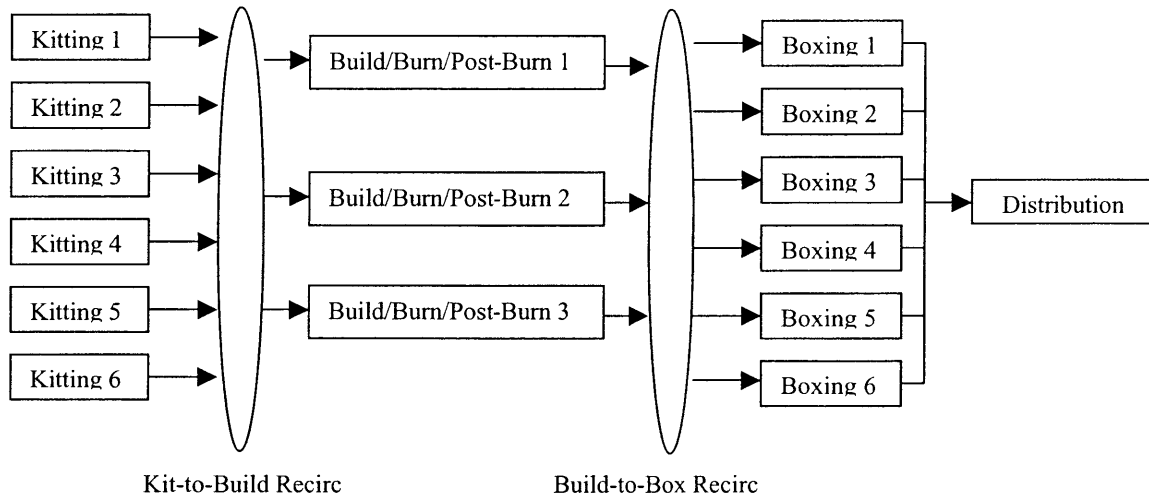 Kitting 1
Kitting 2
Kitting 3
Kitting 4
Kitting 5
Kitting 6
Kit-to-Build Recirc
Build/Burn/Post-Burn 1
Build/Burn/Post-Burn 2
Build/Burn/Post-Burn 3
Build-to-Box Recirc
Boxing 1
Boxing 2
Boxing 3
Boxing 4
Boxing 5
Boxing 6
Distribution